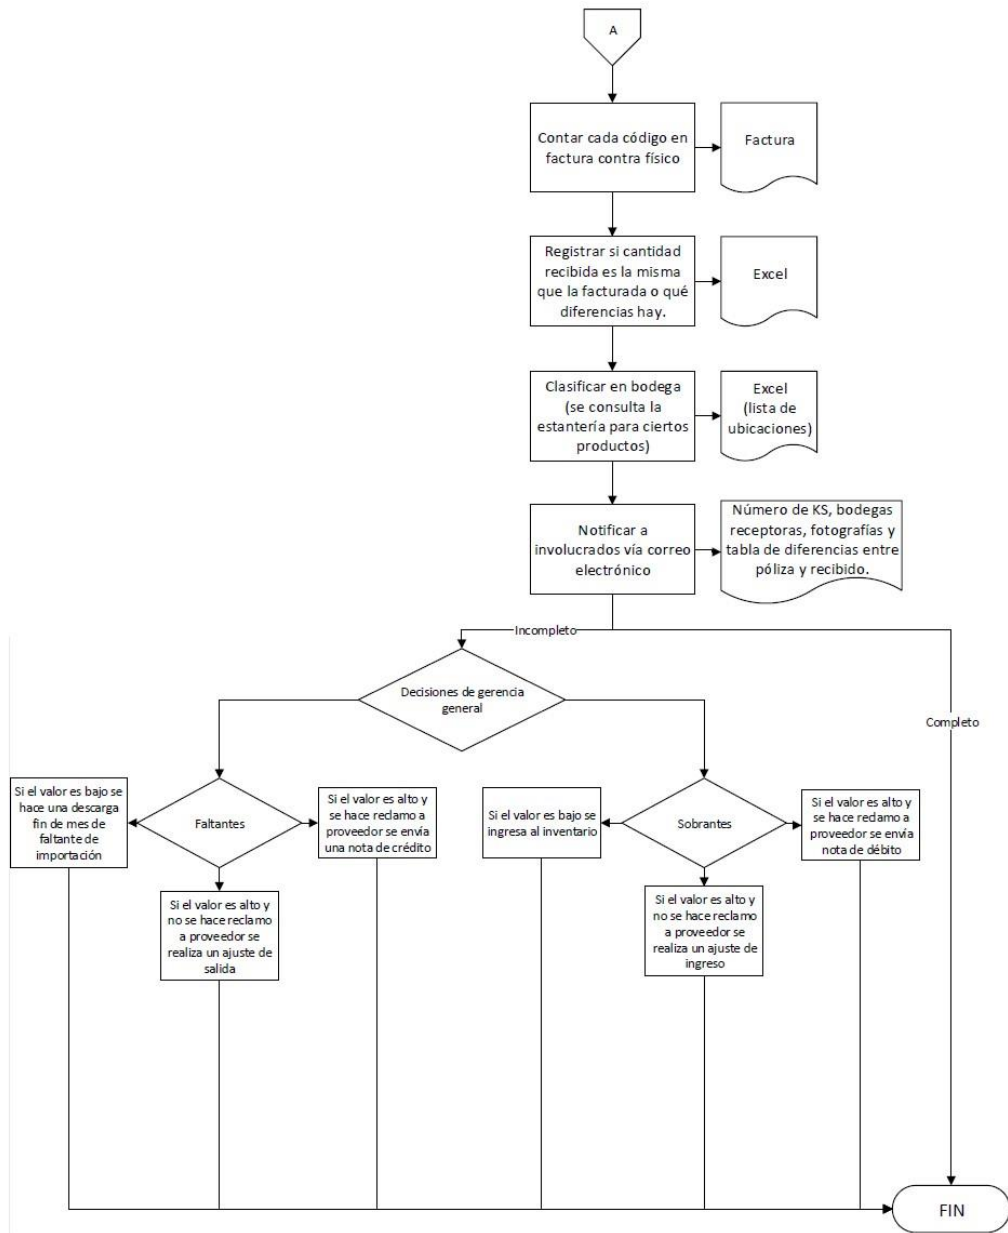 A
Contar cada código en
factura contra físico
Factura
Registrar si cantidad
recibida es la misma
que la facturada o qué
diferencias hay.
Excel
Clasificar en bodega
(se consulta la
estantería para ciertos
productos)
Excel
(lista de
ubicaciones)
Notificar a
involucrados vía correo
electrónico
Número de KS, bodegas
receptoras, fotografías y
tabla de diferencias entre
póliza y recibido.
Incompleto
Decisiones de gerencia
general
Completo
Si el valor es bajo se
hace una descarga
fin de mes de
faltante de
importación
Faltantes
Si el valor es alto y
se hace reclamo a
proveedor se envía
una nota de crédito
Si el valor es bajo se
ingresa al inventario
Sobrantes
Si el valor es alto y
se hace reclamo a
proveedor se envía
nota de débito
Si el valor es alto y
no se hace reclamo
a proveedor se
realiza un ajuste de
salida
Si el valor es alto y
no se hace reclamo
a proveedor se
realiza un ajuste de
ingreso
FIN